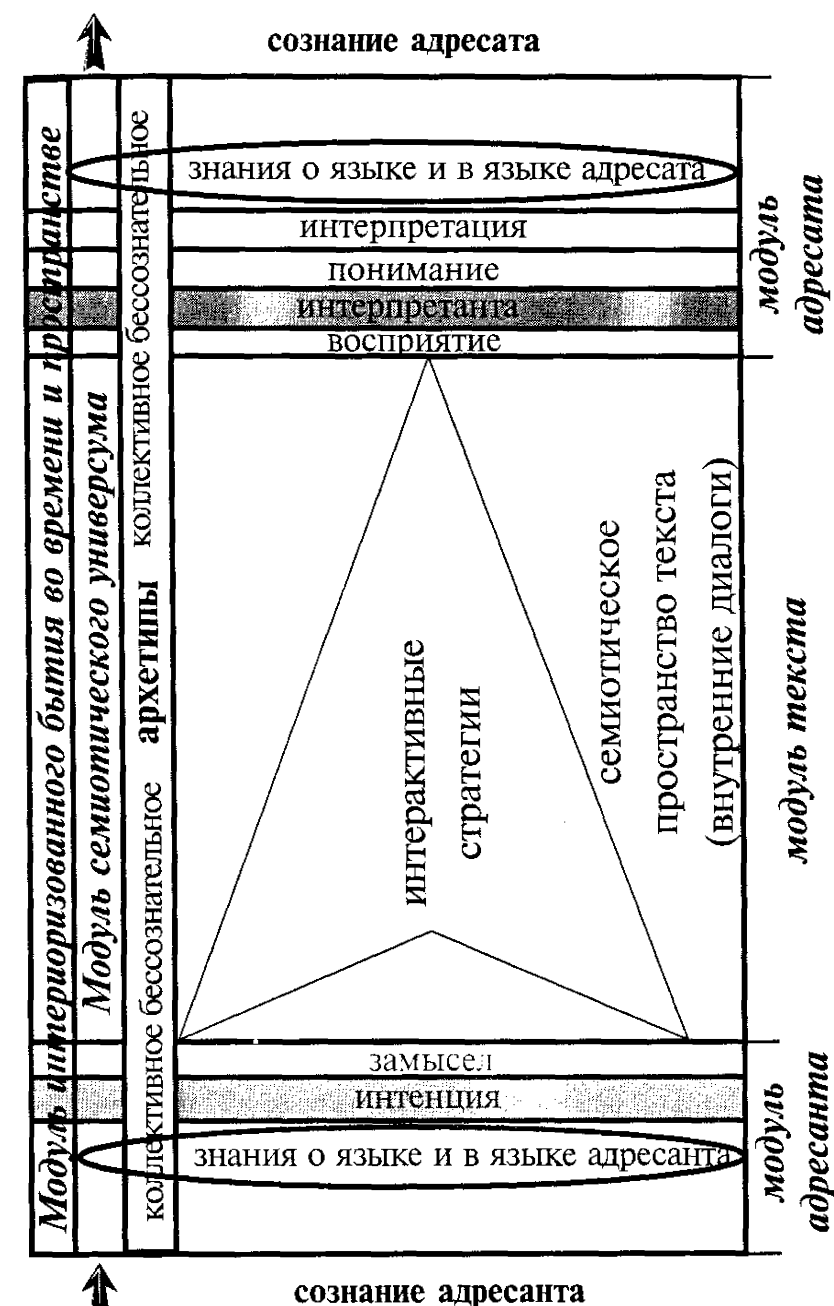 сознание адресата
знания о языке и в языке адресата
интерпретация
понимание
интерпретанта
восприятие
модуль
адресата
Модуль интериоризованного бытия во времени и пространстве
Модуль семиотического универсума
коллективное бессознательное
архетипы
коллективное бессознательное
интерактивные
стратегии
семиотическое
пространство текста
(внутренние диалоги)
модуль текста
замысел
интенция
знания о языке и в языке адресанта
модуль
адресанта
сознание адресанта